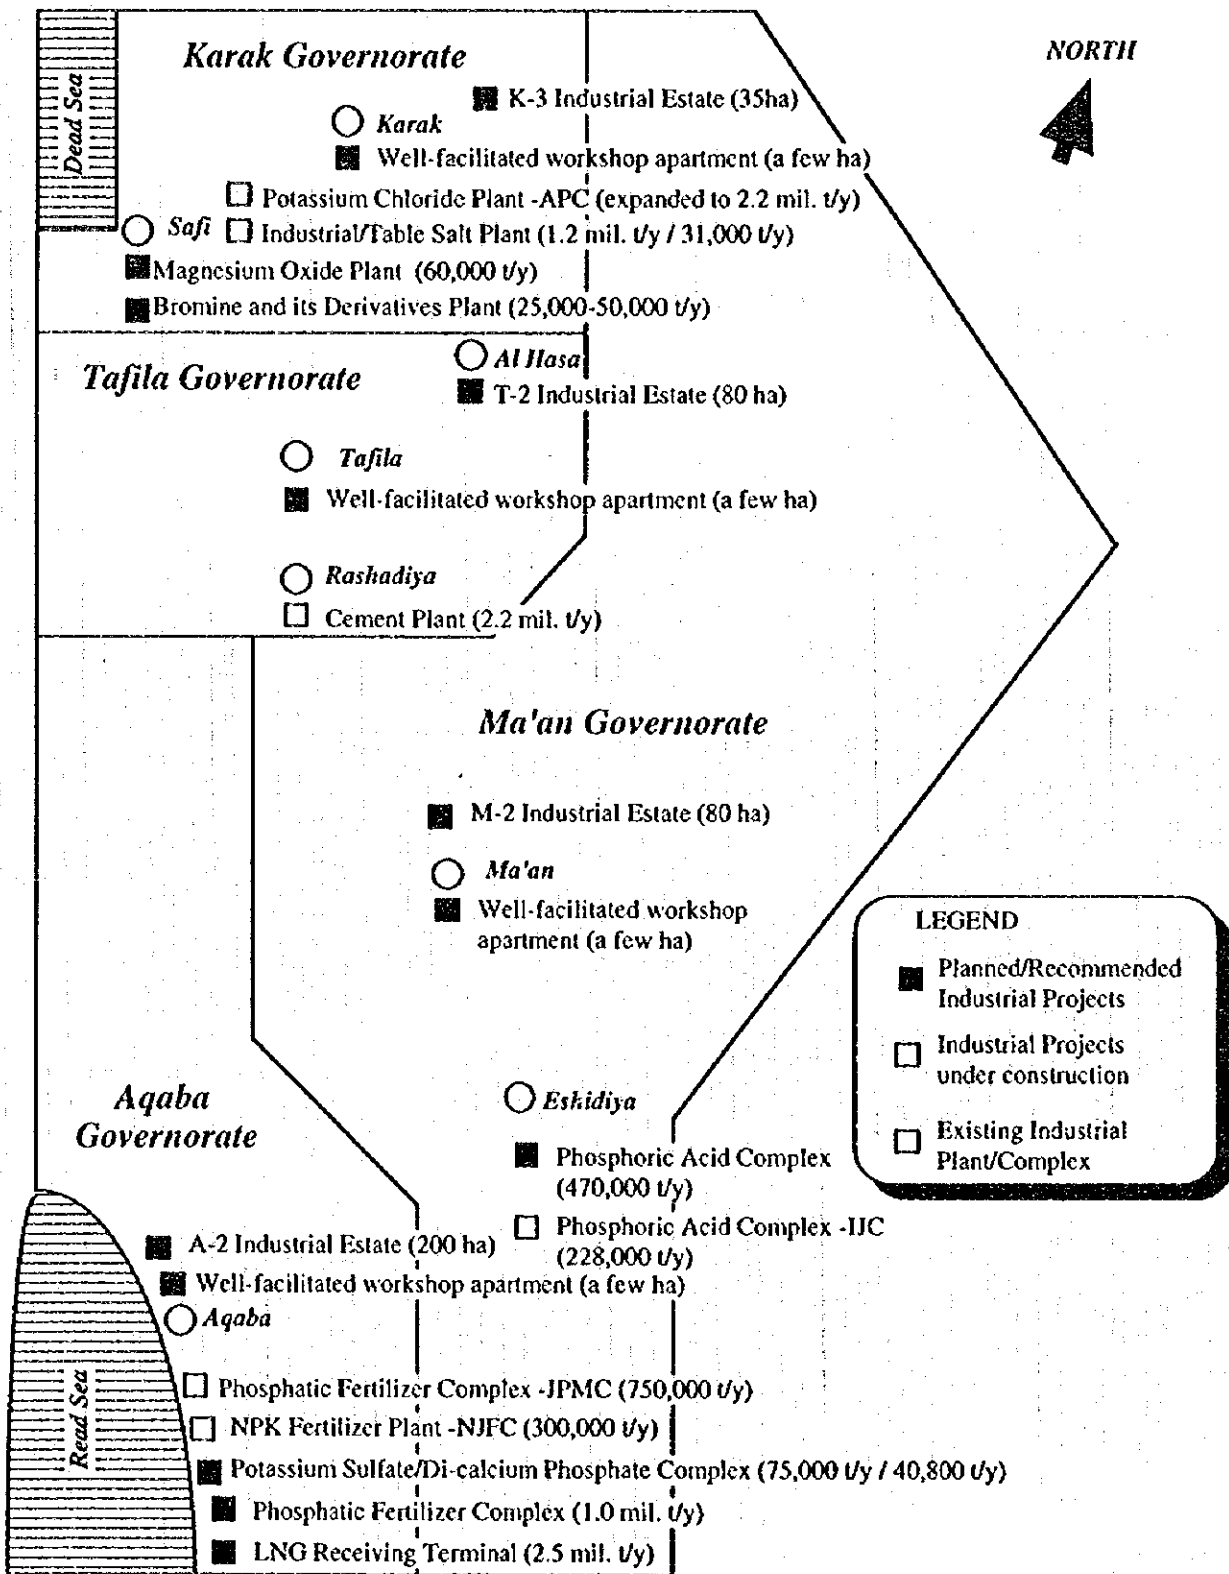 Karak Governorate
NORTH
Dead Sea
K-3 Industrial Estate (35ha)
Karak
Well-facilitated workshop apartment (a few ha)
Potassium Chloride Plant -APC (expanded to 2.2 mil. t/y)
Safi
Industrial/Table Salt Plant (1.2 mil. t/y / 31,000 t/y)
Magnesium Oxide Plant (60,000 t/y)
Bromine and its Derivatives Plant (25,000-50,000 t/y)
Tafila Governorate
Al Hasa
T-2 Industrial Estate (80 ha)
Tafila
Well-facilitated workshop apartment (a few ha)
Rashadiya
Cement Plant (2.2 mil. t/y)
Ma'an Governorate
M-2 Industrial Estate (80 ha)
Ma'an
Well-facilitated workshop
apartment (a few ha)
LEGEND
Planned/Recommended
Industrial Projects
Industrial Projects
under construction
Existing Industrial
Plant/Complex
Aqaba
Governorate
Eshidiya
Phosphoric Acid Complex
(470,000 t/y)
Phosphoric Acid Complex -IJC
(228,000 t/y)
A-2 Industrial Estate (200 ha)
Well-facilitated workshop apartment (a few ha)
Aqaba
Read Sea
Phosphatic Fertilizer Complex -JPMC (750,000 t/y)
NPK Fertilizer Plant -NJFC (300,000 t/y)
Potassium Sulfate/Di-calcium Phosphate Complex (75,000 t/y / 40,800 t/y)
Phosphatic Fertilizer Complex (1.0 mil. t/y)
LNG Receiving Terminal (2.5 mil. t/y)